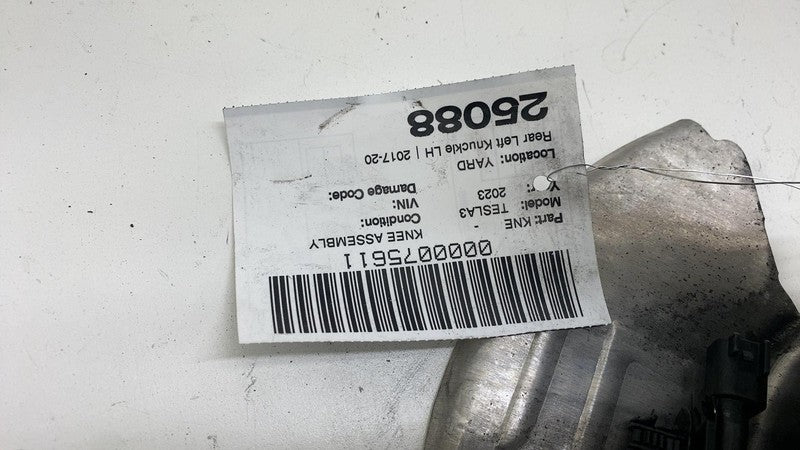 0000075611
Part: KNE - KNEE ASSEMBLY
Model: TESLA3 Condition:
Year: 2023 VIN:
Location: YARD Damage Code:
Rear Left Knuckle LH | 2017-20
25088